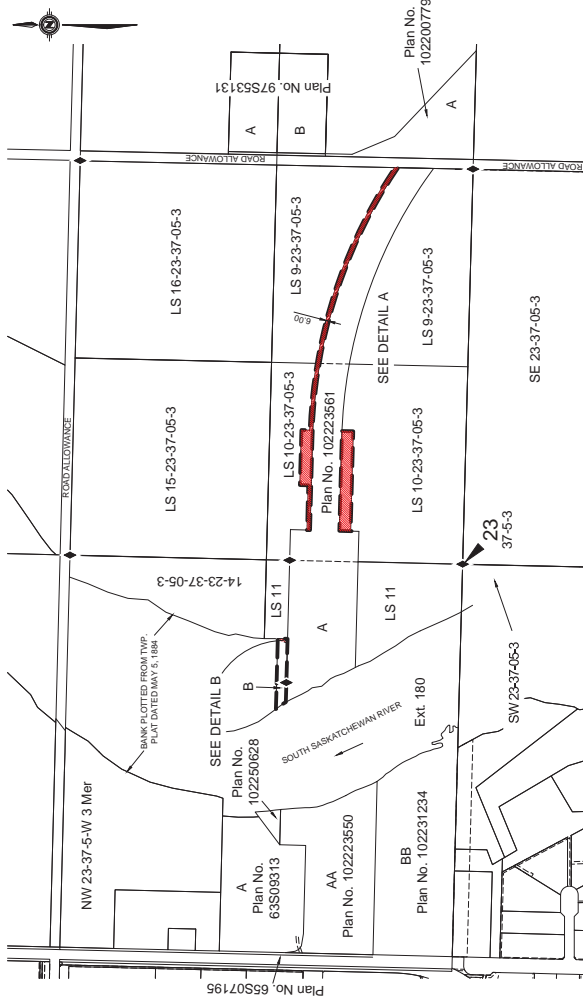 N
Plan No.
102200779
Plan No. 97S53131
A
B
A
ROAD ALLOWANCE
ROAD ALLOWANCE
ROAD ALLOWANCE
LS 16-23-37-05-3
LS 9-23-37-05-3
LS 9-23-37-05-3
6.00
SEE DETAIL A
SE 23-37-05-3
LS 15-23-37-05-3
LS 10-23-37-05-3
Plan No. 102223561
LS 10-23-37-05-3
23
37-5-3
14-23-37-05-3
LS 11
A
LS 11
SW 23-37-05-3
BANK PLOTTED FROM TWP.
PLAT DATED MAY 5, 1884
SEE DETAIL B
B
Plan No.
102250628
SOUTH SASKATCHEWAN RIVER
Ext. 180
NW 23-37-5-W 3 Mer
A
Plan No.
63S09313
AA
Plan No. 102223550
BB
Plan No. 102231234
Plan No. 65S07195